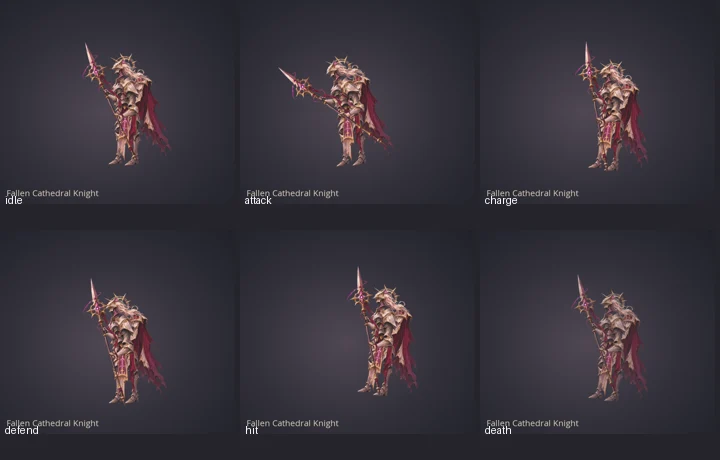 Fallen Cathedral Knight
idle
Fallen Cathedral Knight
attack
Fallen Cathedral Knight
charge
Fallen Cathedral Knight
defend
Fallen Cathedral Knight
hit
Fallen Cathedral Knight
death